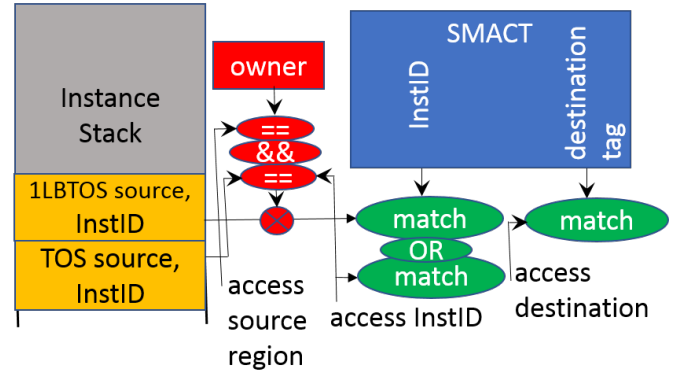 Instance
Stack
1LBTOS source,
InstID
TOS source,
InstID
owner
==
&&
==
access
source
region
SMACT
InstID
destination
tag
match
OR
match
access InstID
match
access
destination